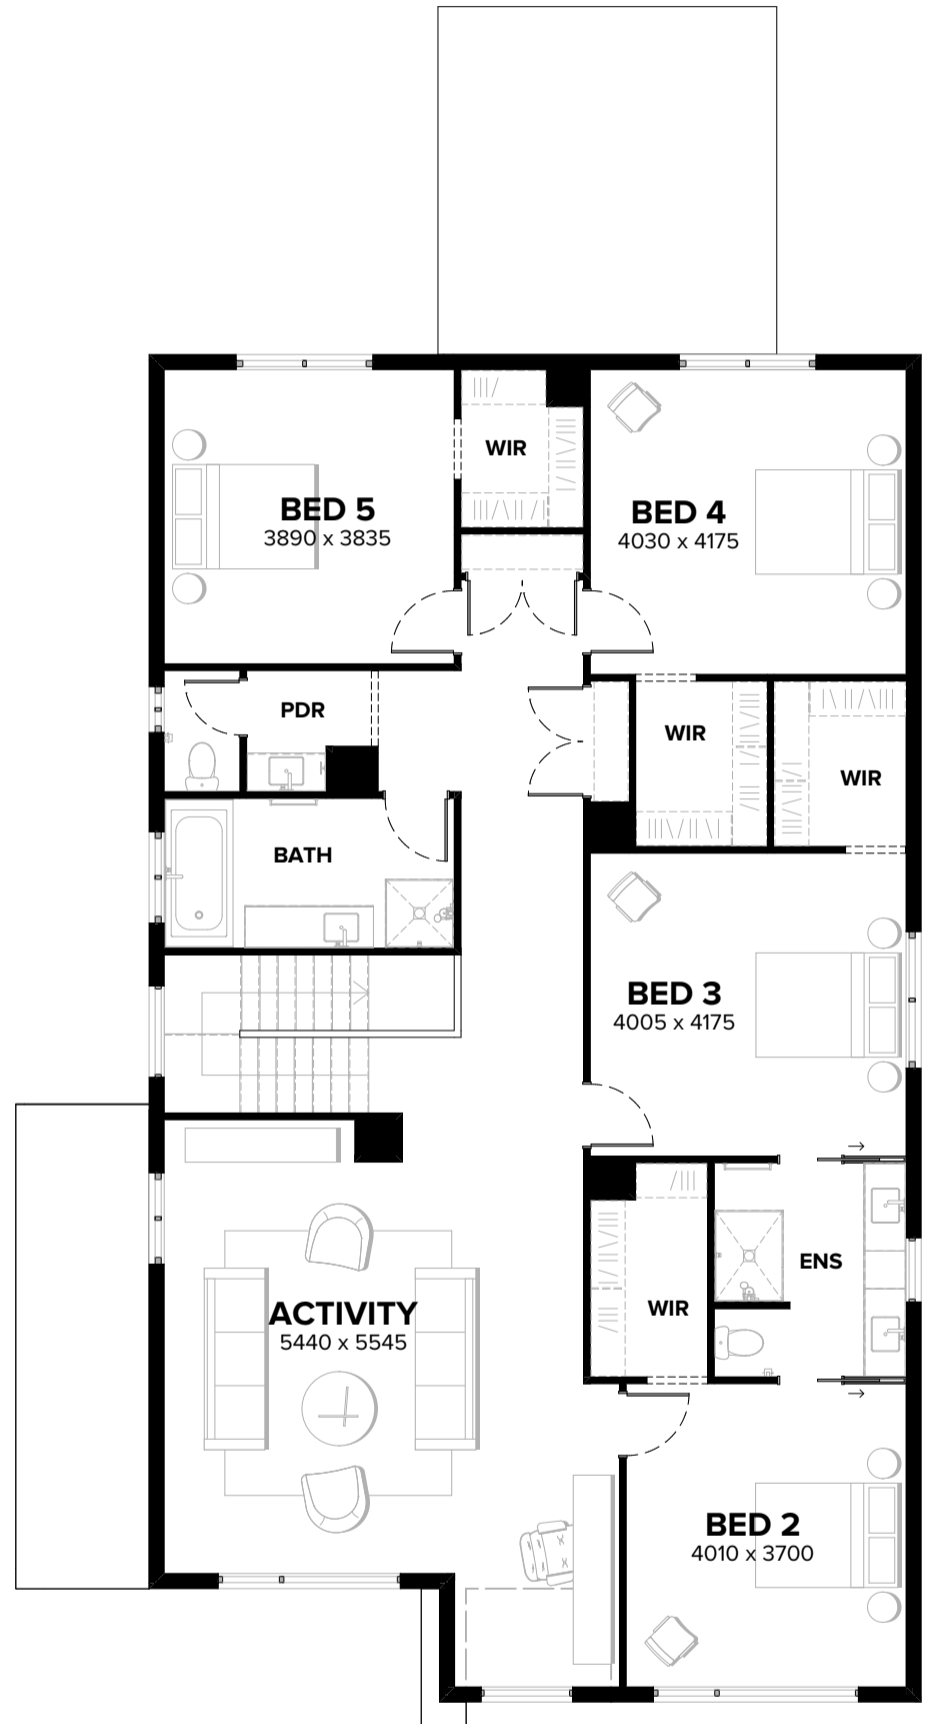 WIR
BED 5
3890 x 3835
BED 4
4030 x 4175
PDR
WIR
WIR
BATH
BED 3
4005 x 4175
ENS
WIR
ACTIVITY
5440 x 5545
BED 2
4010 x 3700